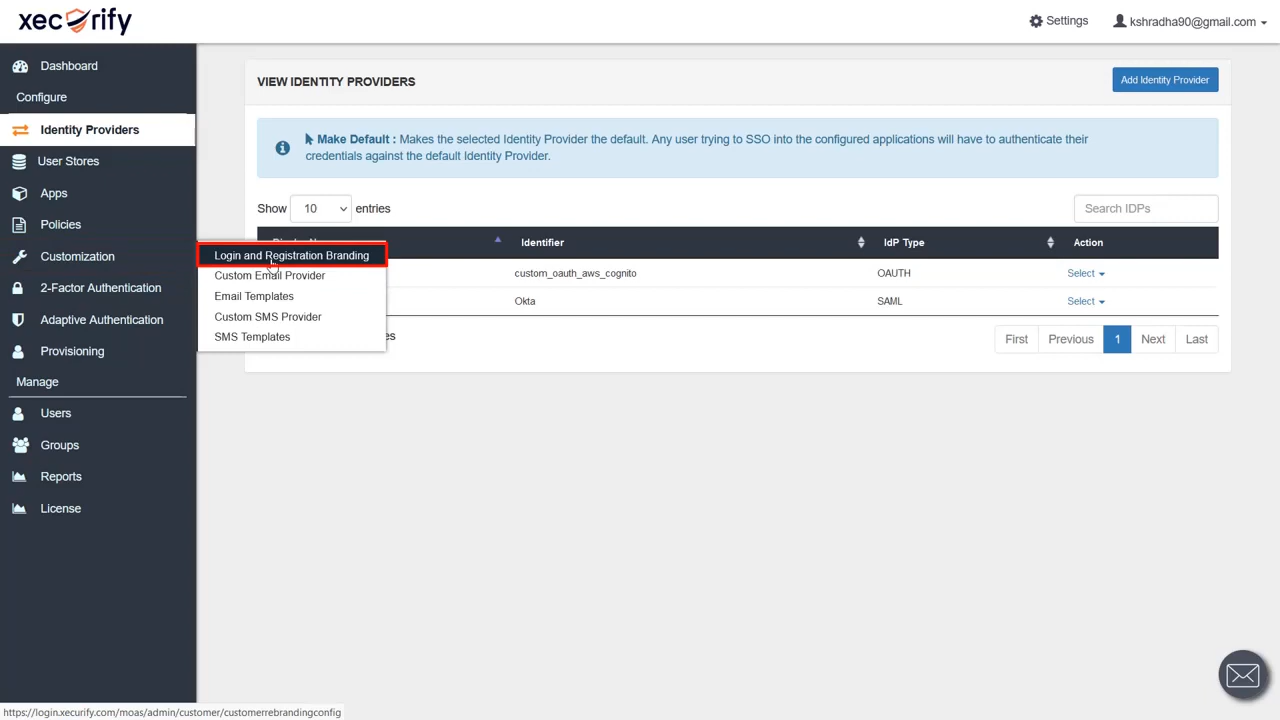 xecurify
Settings
kshradha90@gmail.com
Dashboard
Configure
Identity Providers
User Stores
Apps
Policies
Customization
2-Factor Authentication
Adaptive Authentication
Provisioning
Manage
Users
Groups
Reports
License
Login and Registration Branding
Custom Email Provider
Email Templates
Custom SMS Provider
SMS Templates
VIEW IDENTITY PROVIDERS
Add Identity Provider
Make Default : Makes the selected Identity Provider the default. Any user trying to SSO into the configured applications will have to authenticate their
credentials against the default Identity Provider.
Show 10 entries
Search IDPs
Identifier IdP Type Action
custom_oauth_aws_cognito OAUTH Select
Okta SAML Select
First Previous 1 Next Last
https://login.xecurify.com/moas/admin/customer/customerrebrandingconfig